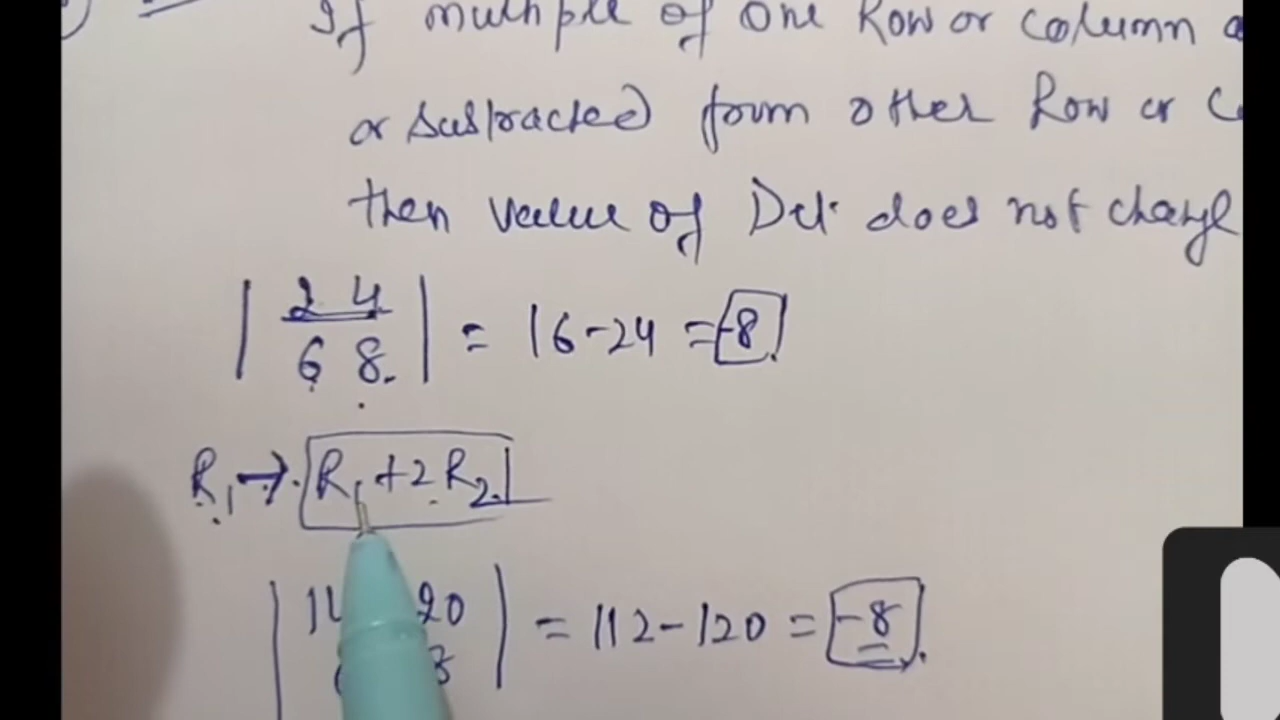 If multiple of one Row or Column
or Subtracted form other Row or
then value of Det. does not change
| 2 4
6 8 | = 16-24 = -8
R₁ → R₁+2R₂
| 20 | = 112-120 = -8